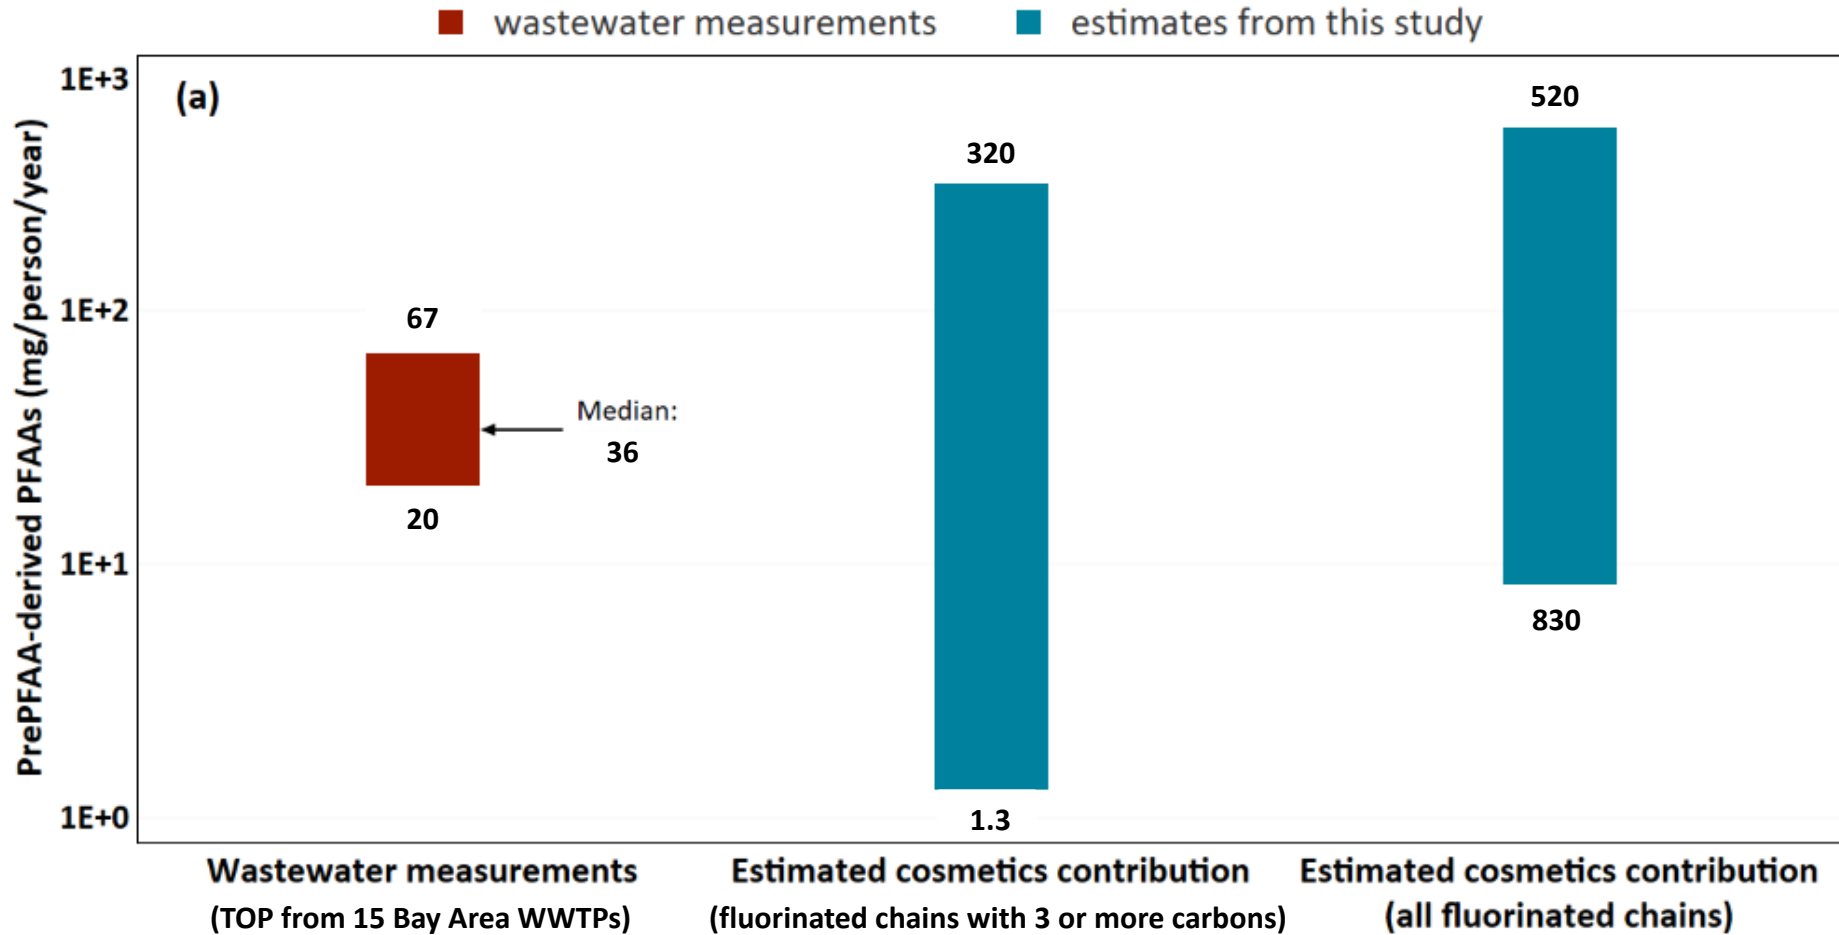 wastewater measurements estimates from this study
(a)
PrePFAA-derived PFAAs (mg/person/year)
1E+3
1E+2
1E+1
1E+0
67
Median:
36
20
320
1.3
520
830
Wastewater measurements
(TOP from 15 Bay Area WWTPs)
Estimated cosmetics contribution
(fluorinated chains with 3 or more carbons)
Estimated cosmetics contribution
(all fluorinated chains)